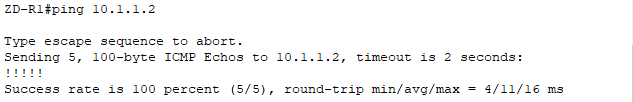 ZD-R1#ping 10.1.1.2
Type escape sequence to abort.
Sending 5, 100-byte ICMP Echos to 10.1.1.2, timeout is 2 seconds:
!!!!!
Success rate is 100 percent (5/5), round-trip min/avg/max = 4/11/16 ms